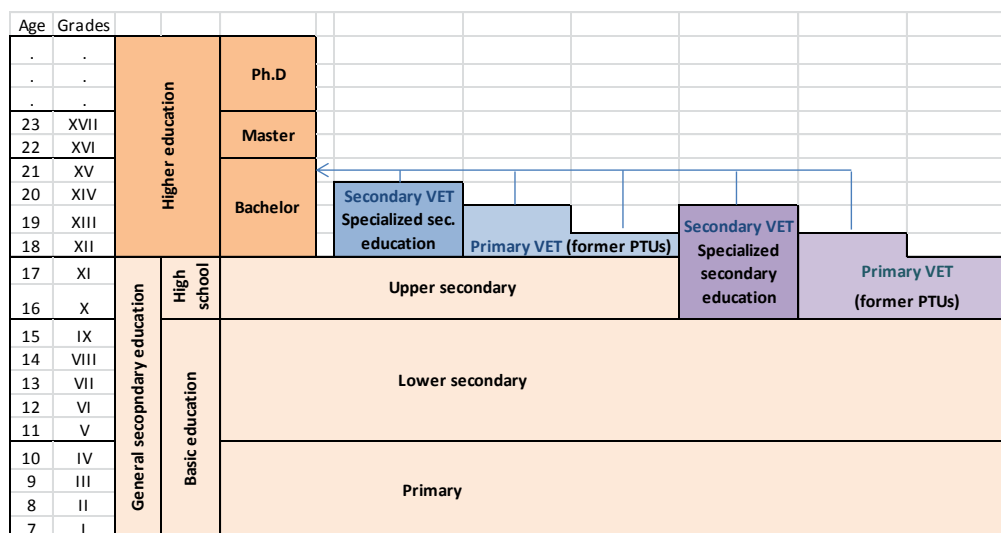 Age Grades
. .
. .
. .
Ph.D
23 XVII
22 XVI
Master
21 XV
20 XIV
19 XIII
18 XII
Higher education
Bachelor
Secondary VET
Specialized sec.
education
Primary VET (former PTUs)
Secondary VET
Specialized
secondary
education
Primary VET
(former PTUs)
17 XI
16 X
High
school
Upper secondary
General secopndary education
15 IX
14 VIII
13 VII
12 VI
11 V
Basic education
Lower secondary
10 IV
9 III
8 II
7 I
Primary